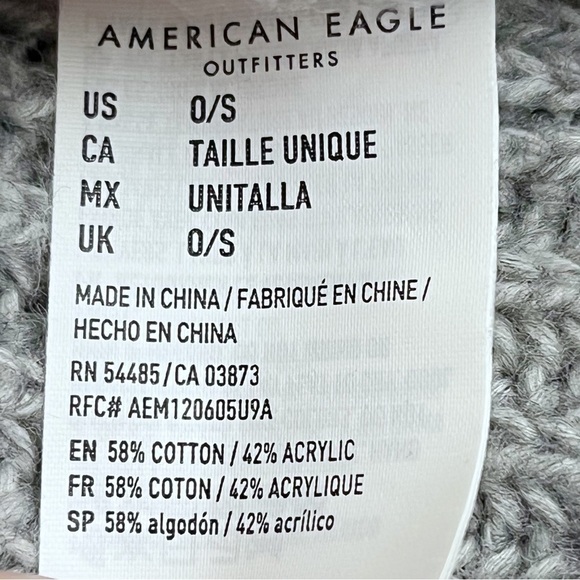 AMERICAN EAGLE
OUTFITTERS
US O/S
CA TAILLE UNIQUE
MX UNITALLA
UK O/S
MADE IN CHINA / FABRIQUÉ EN CHINE /
HECHO EN CHINA
RN 54485/CA 03873
RFC# AEM120605U9A
EN 58% COTTON / 42% ACRYLIC
FR 58% COTON / 42% ACRYLIQUE
SP 58% algodón / 42% acrílico